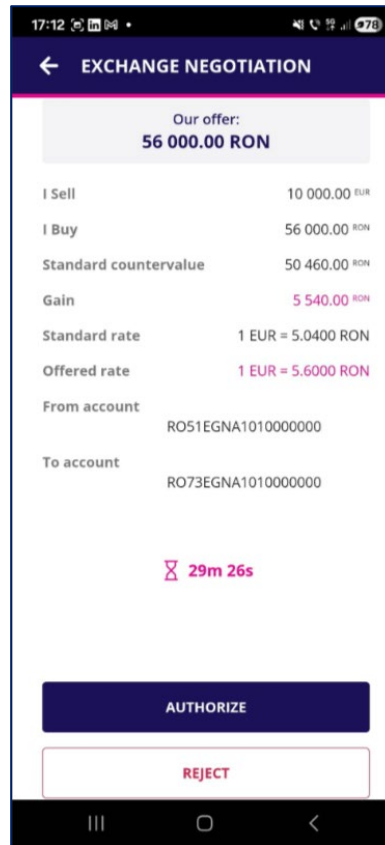 17:12 in 5G 78
EXCHANGE NEGOTIATION
Our offer:
56 000.00 RON
I Sell 10 000.00 EUR
I Buy 56 000.00 RON
Standard countervalue 50 460.00 RON
Gain 5 540.00 RON
Standard rate 1 EUR = 5.0400 RON
Offered rate 1 EUR = 5.6000 RON
From account
RO51EGNA1010000000
To account
RO73EGNA1010000000
29m 26s
AUTHORIZE
REJECT